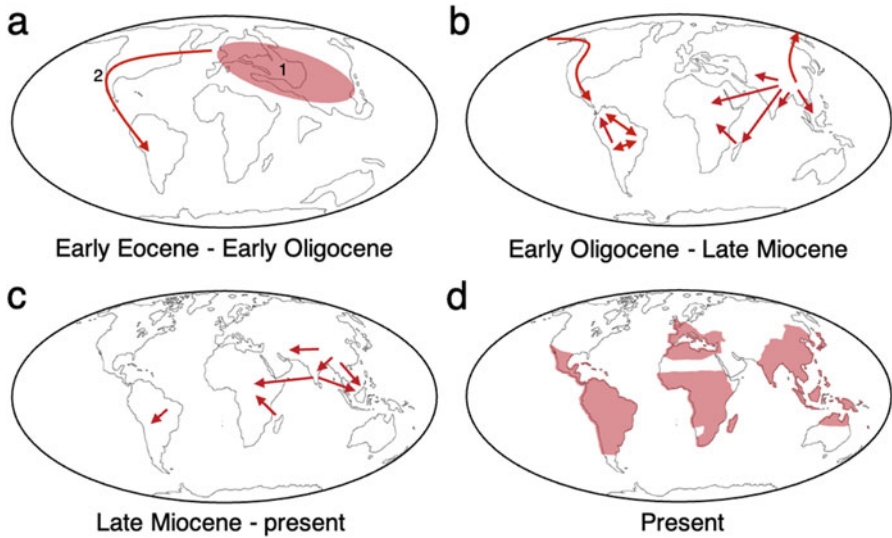 a
b
2
1
Early Eocene - Early Oligocene
Early Oligocene - Late Miocene
c
d
Late Miocene - present
Present